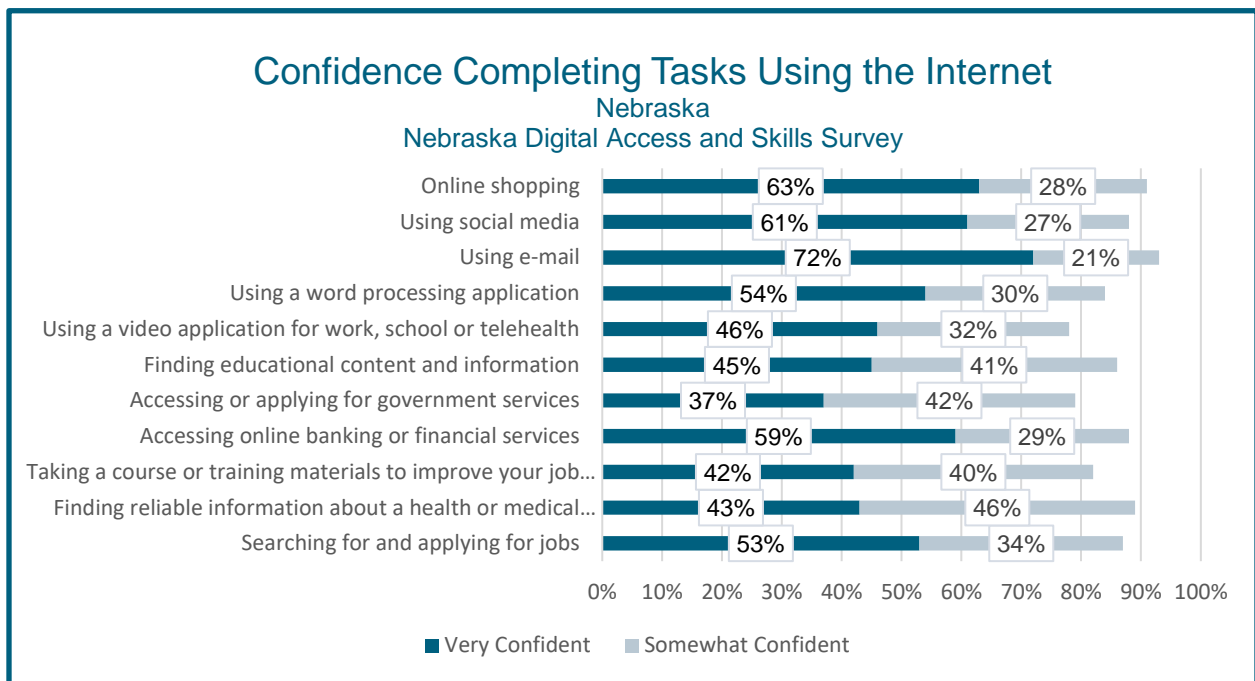 Confidence Completing Tasks Using the Internet
Nebraska
Nebraska Digital Access and Skills Survey
Online shopping 63% 28%
Using social media 61% 27%
Using e-mail 72% 21%
Using a word processing application 54% 30%
Using a video application for work, school or telehealth 46% 32%
Finding educational content and information 45% 41%
Accessing or applying for government services 37% 42%
Accessing online banking or financial services 59% 29%
Taking a course or training materials to improve your job... 42% 40%
Finding reliable information about a health or medical... 43% 46%
Searching for and applying for jobs 53% 34%
0% 10% 20% 30% 40% 50% 60% 70% 80% 90% 100%
Very Confident Somewhat Confident